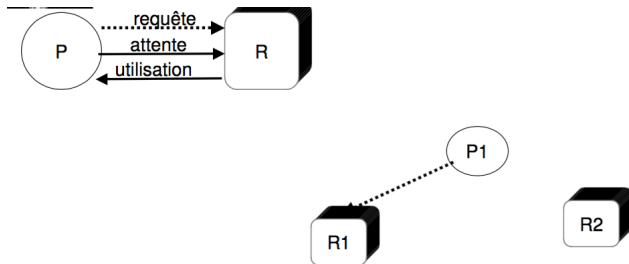 requête
attente
utilisation
P
R
P1
R1
R2